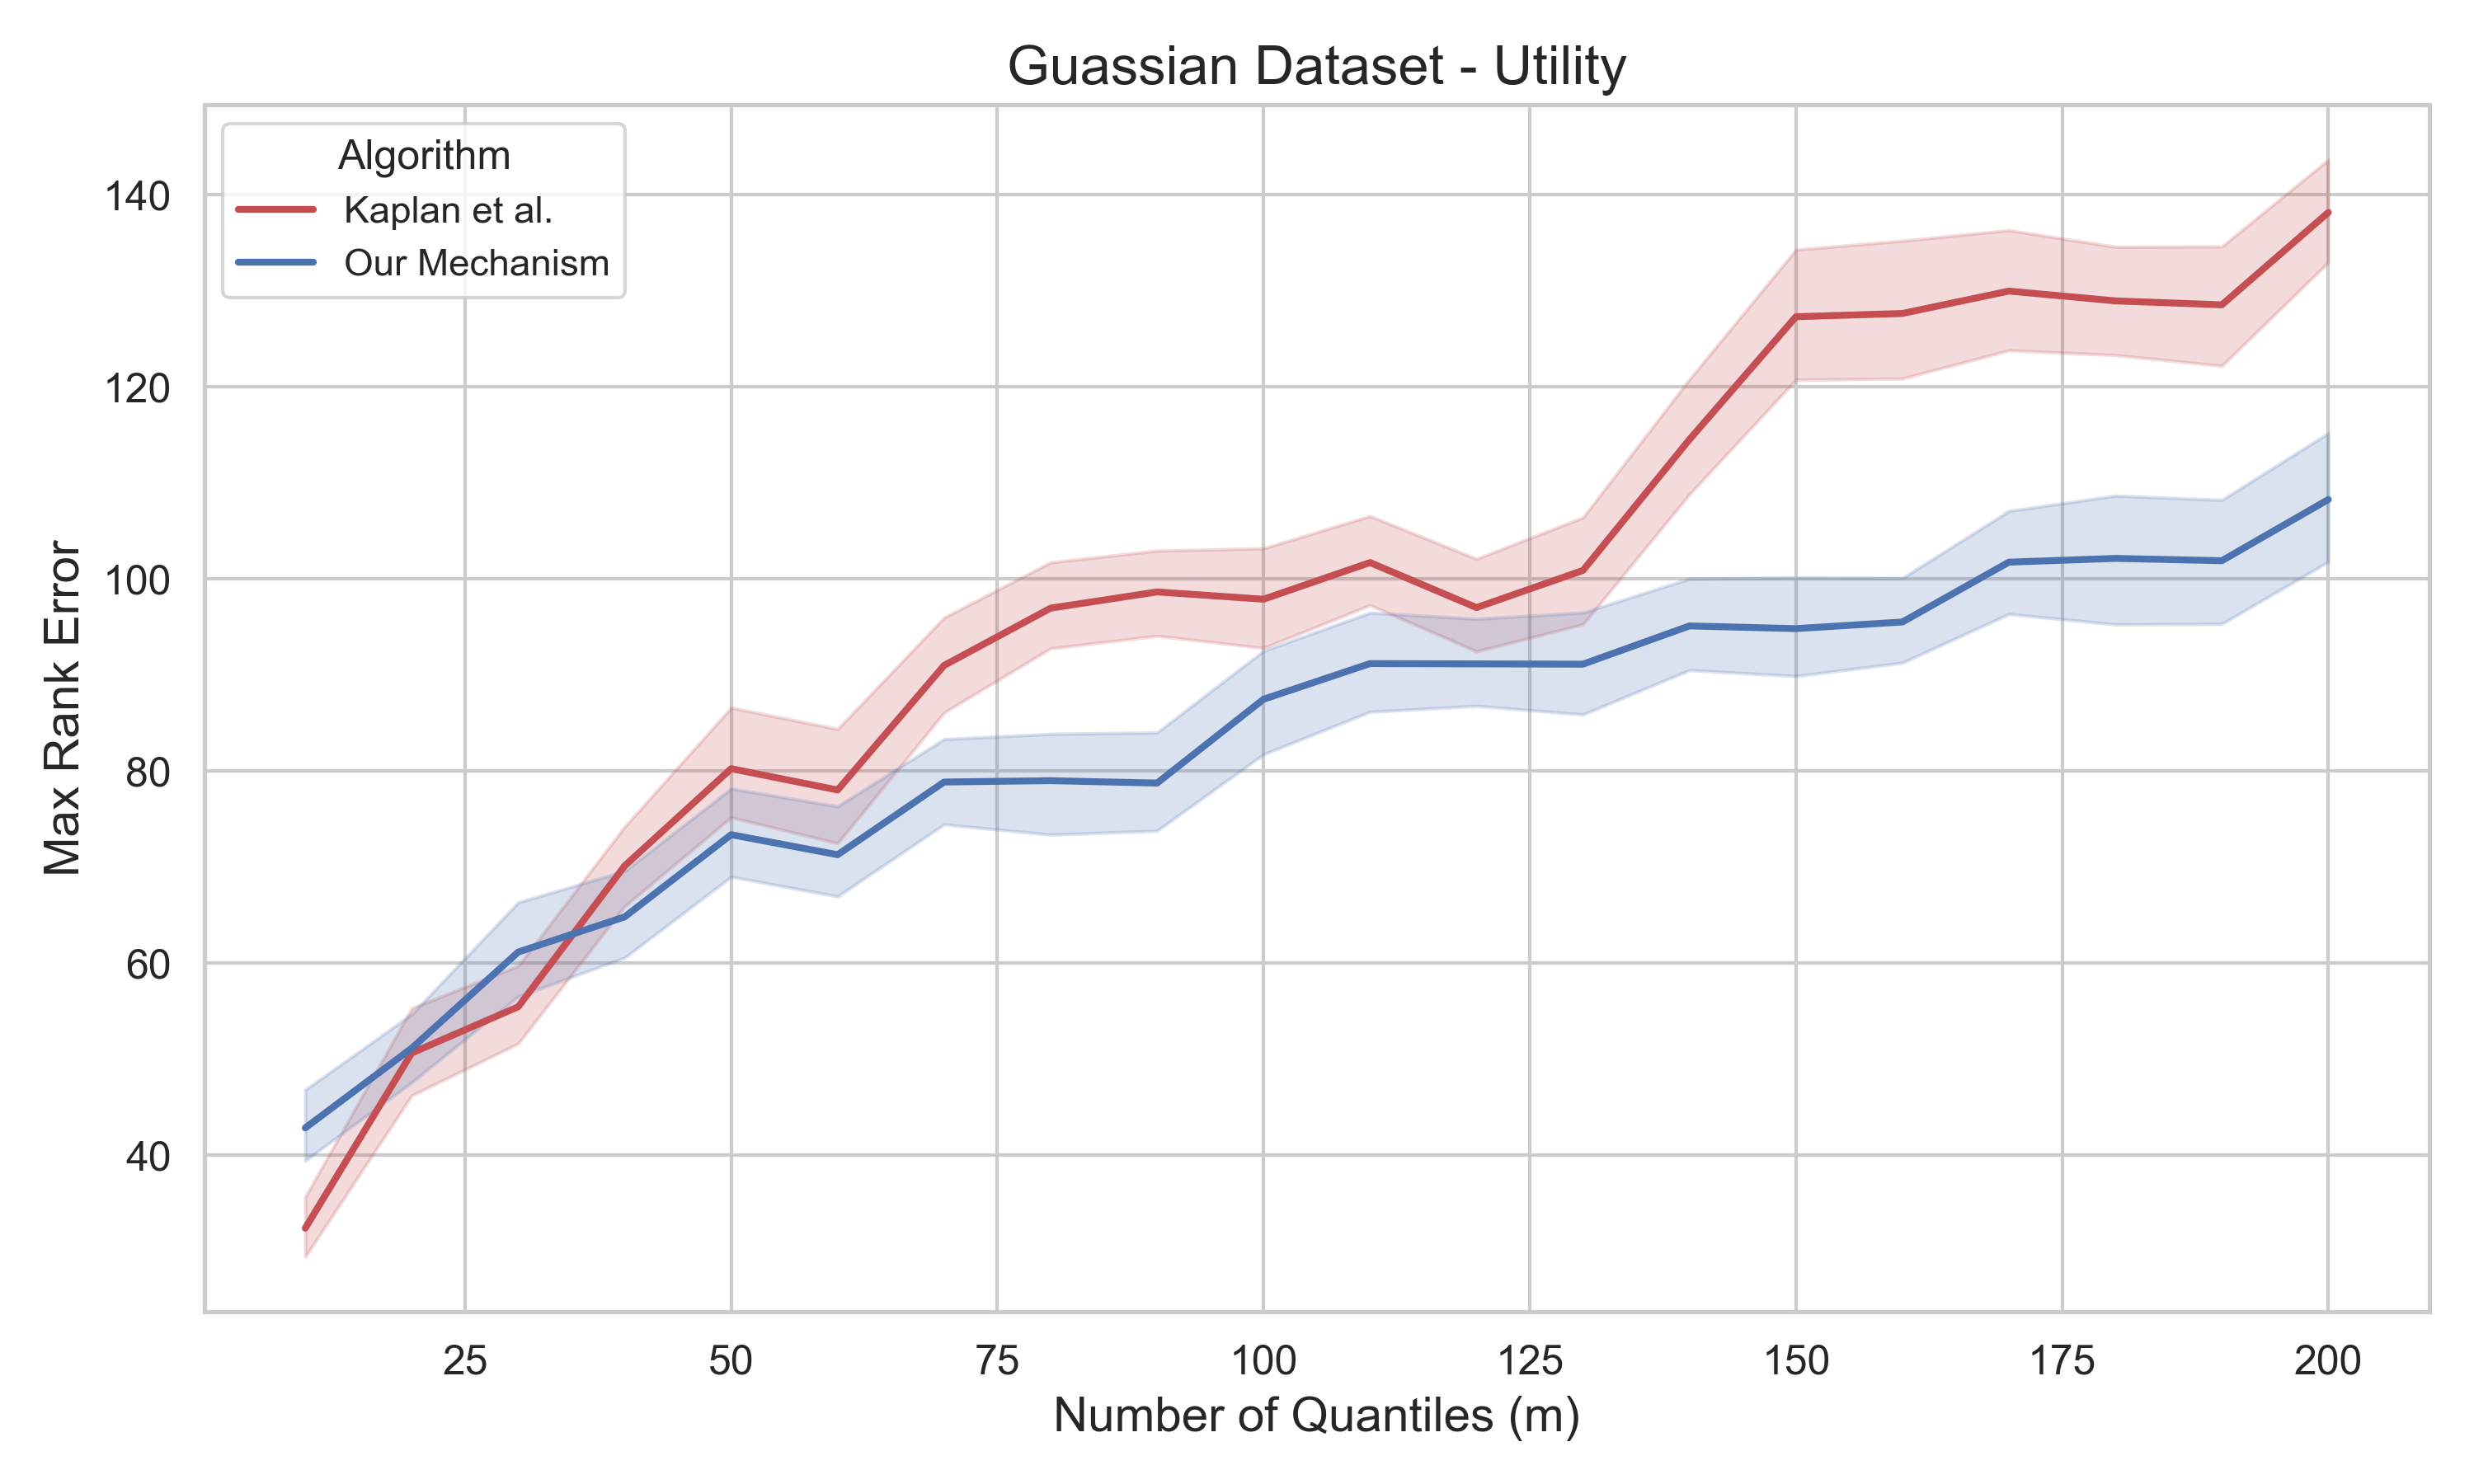 Guassian Dataset - Utility
Algorithm
Kaplan et al.
Our Mechanism
Max Rank Error
140
120
100
80
60
40
25 50 75 100 125 150 175 200
Number of Quantiles (m)